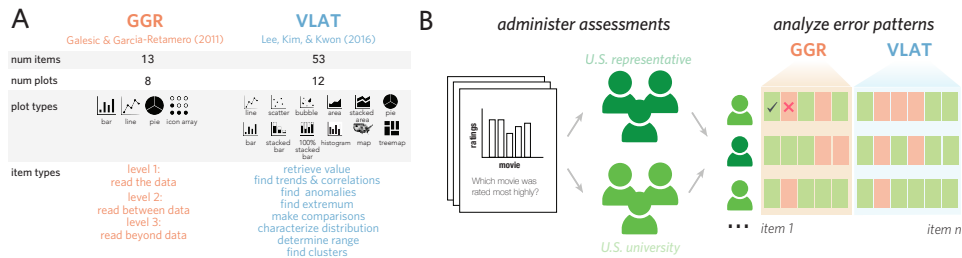 A
GGR
VLAT
Galesic & Garcia-Retamero (2011)
Lee, Kim, & Kwon (2016)
num items
13
53
num plots
8
12
plot types
bar
line
pie
icon array
line
scatter
bubble
area
stacked
area
pie
bar
stacked
bar
100%
stacked
bar
histogram
map
treemap
item types
level 1:
read the data
level 2:
read between data
level 3:
read beyond data
retrieve value
find trends & correlations
find anomalies
find extremum
make comparisons
characterize distribution
determine range
find clusters
B
administer assessments
analyze error patterns
ratings
movie
Which movie was
rated most highly?
U.S. representative
U.S. university
GGR
VLAT
...
item 1
item n